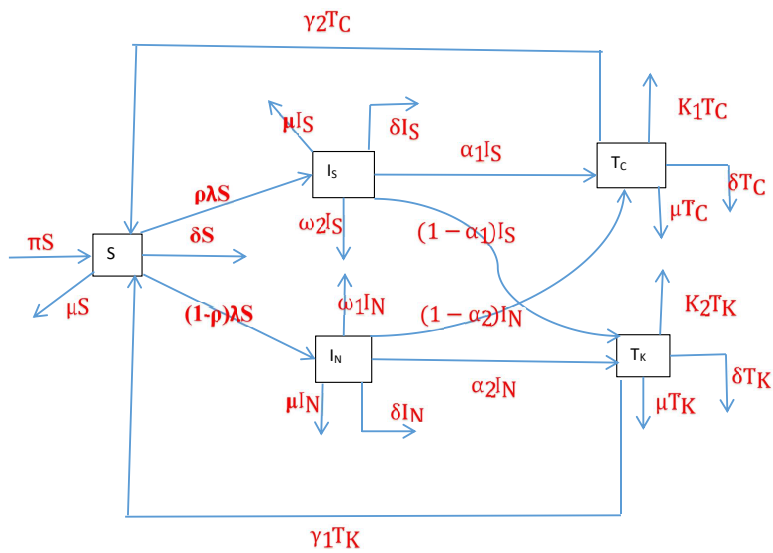 γ2TC
K1TC
μIS
δIS
α1IS
IS
TC
δTC
μTC
ρλS
ω2IS
(1 − α1)IS
δS
πS
S
μS
(1-ρ)λS
ω1IN
(1 − α2)IN
K2TK
IN
TK
α2IN
δTK
μTK
μIN
δIN
γ1TK